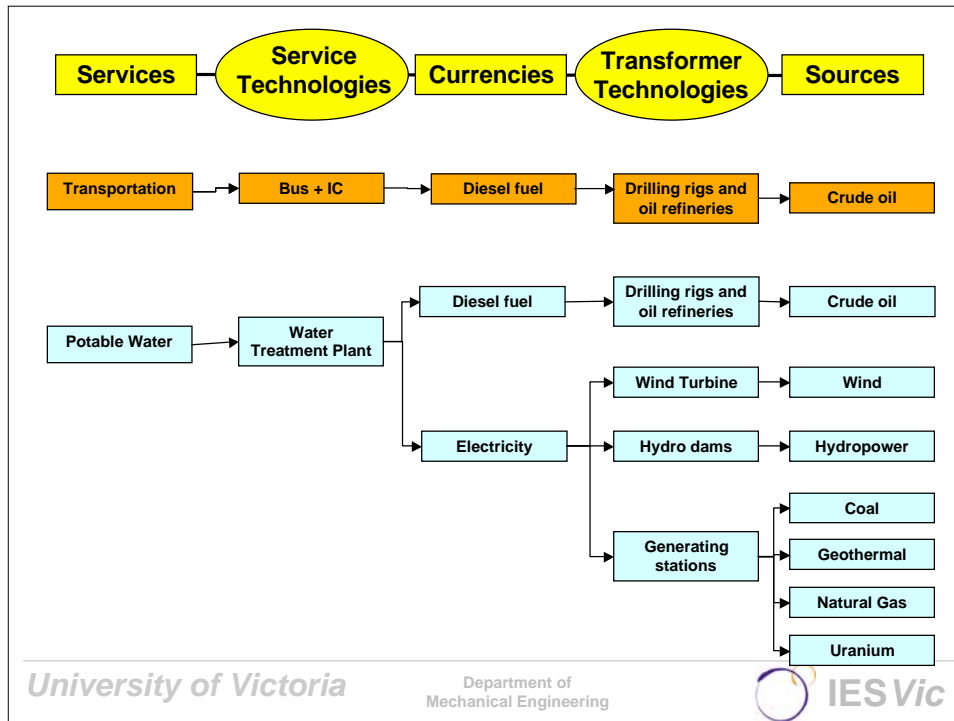 Services
Service
Technologies
Currencies
Transformer
Technologies
Sources
Transportation
Bus + IC
Diesel fuel
Drilling rigs and
oil refineries
Crude oil
Potable Water
Water
Treatment Plant
Diesel fuel
Drilling rigs and
oil refineries
Crude oil
Electricity
Wind Turbine
Wind
Hydro dams
Hydropower
Generating
stations
Coal
Geothermal
Natural Gas
Uranium
University of Victoria
Department of
Mechanical Engineering
IESVic